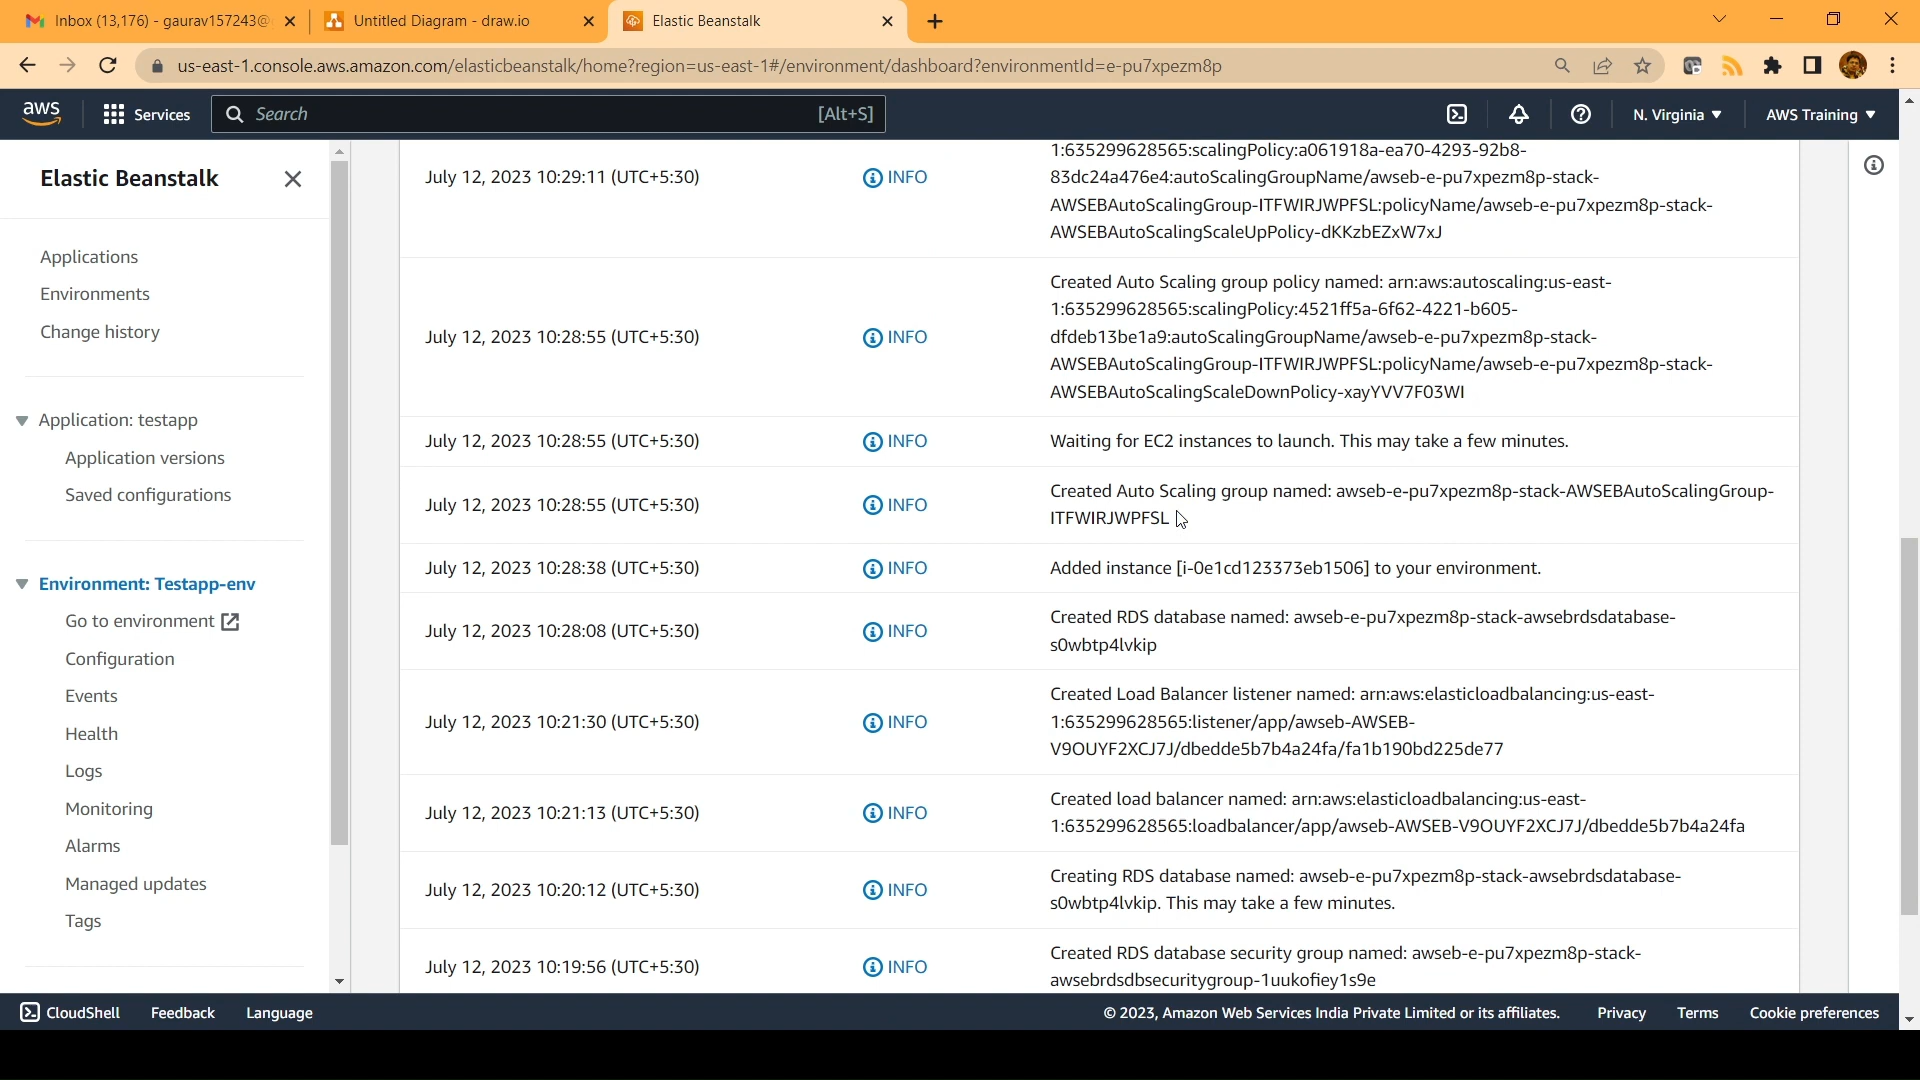 Inbox (13,176) - gaurav157243@
Untitled Diagram - draw.io
Elastic Beanstalk
us-east-1.console.aws.amazon.com/elasticbeanstalk/home?region=us-east-1#/environment/dashboard?environmentId=e-pu7xpezm8p
aws
Services
Search
[Alt+S]
N. Virginia
AWS Training
Elastic Beanstalk
Applications
Environments
Change history
Application: testapp
Application versions
Saved configurations
Environment: Testapp-env
Go to environment
Configuration
Events
Health
Logs
Monitoring
Alarms
Managed updates
Tags
July 12, 2023 10:29:11 (UTC+5:30)
INFO
1:635299628565:scalingPolicy:a061918a-ea70-4293-92b8-
83dc24a476e4:autoScalingGroupName/awseb-e-pu7xpezm8p-stack-
AWSEBAutoScalingGroup-ITFWIRJWPFSL:policyName/awseb-e-pu7xpezm8p-stack-
AWSEBAutoScalingScaleUpPolicy-dKKzbEZxW7xJ
July 12, 2023 10:28:55 (UTC+5:30)
INFO
Created Auto Scaling group policy named: arn:aws:autoscaling:us-east-
1:635299628565:scalingPolicy:4521ff5a-6f62-4221-b605-
dfdeb13be1a9:autoScalingGroupName/awseb-e-pu7xpezm8p-stack-
AWSEBAutoScalingGroup-ITFWIRJWPFSL:policyName/awseb-e-pu7xpezm8p-stack-
AWSEBAutoScalingScaleDownPolicy-xayYVV7F03WI
July 12, 2023 10:28:55 (UTC+5:30)
INFO
Waiting for EC2 instances to launch. This may take a few minutes.
July 12, 2023 10:28:55 (UTC+5:30)
INFO
Created Auto Scaling group named: awseb-e-pu7xpezm8p-stack-AWSEBAutoScalingGroup-
ITFWIRJWPFSL
July 12, 2023 10:28:38 (UTC+5:30)
INFO
Added instance [i-0e1cd123373eb1506] to your environment.
July 12, 2023 10:28:08 (UTC+5:30)
INFO
Created RDS database named: awseb-e-pu7xpezm8p-stack-awsebrdsdatabase-
s0wbtp4lvkip
July 12, 2023 10:21:30 (UTC+5:30)
INFO
Created Load Balancer listener named: arn:aws:elasticloadbalancing:us-east-
1:635299628565:listener/app/awseb-AWSEB-
V9OUYF2XCJ7J/dbedde5b7b4a24fa/fa1b190bd225de77
July 12, 2023 10:21:13 (UTC+5:30)
INFO
Created load balancer named: arn:aws:elasticloadbalancing:us-east-
1:635299628565:loadbalancer/app/awseb-AWSEB-V9OUYF2XCJ7J/dbedde5b7b4a24fa
July 12, 2023 10:20:12 (UTC+5:30)
INFO
Creating RDS database named: awseb-e-pu7xpezm8p-stack-awsebrdsdatabase-
s0wbtp4lvkip. This may take a few minutes.
July 12, 2023 10:19:56 (UTC+5:30)
INFO
Created RDS database security group named: awseb-e-pu7xpezm8p-stack-
awsebrdsdbsecuritygroup-1uukofiey1s9e
CloudShell
Feedback
Language
© 2023, Amazon Web Services India Private Limited or its affiliates.
Privacy
Terms
Cookie preferences